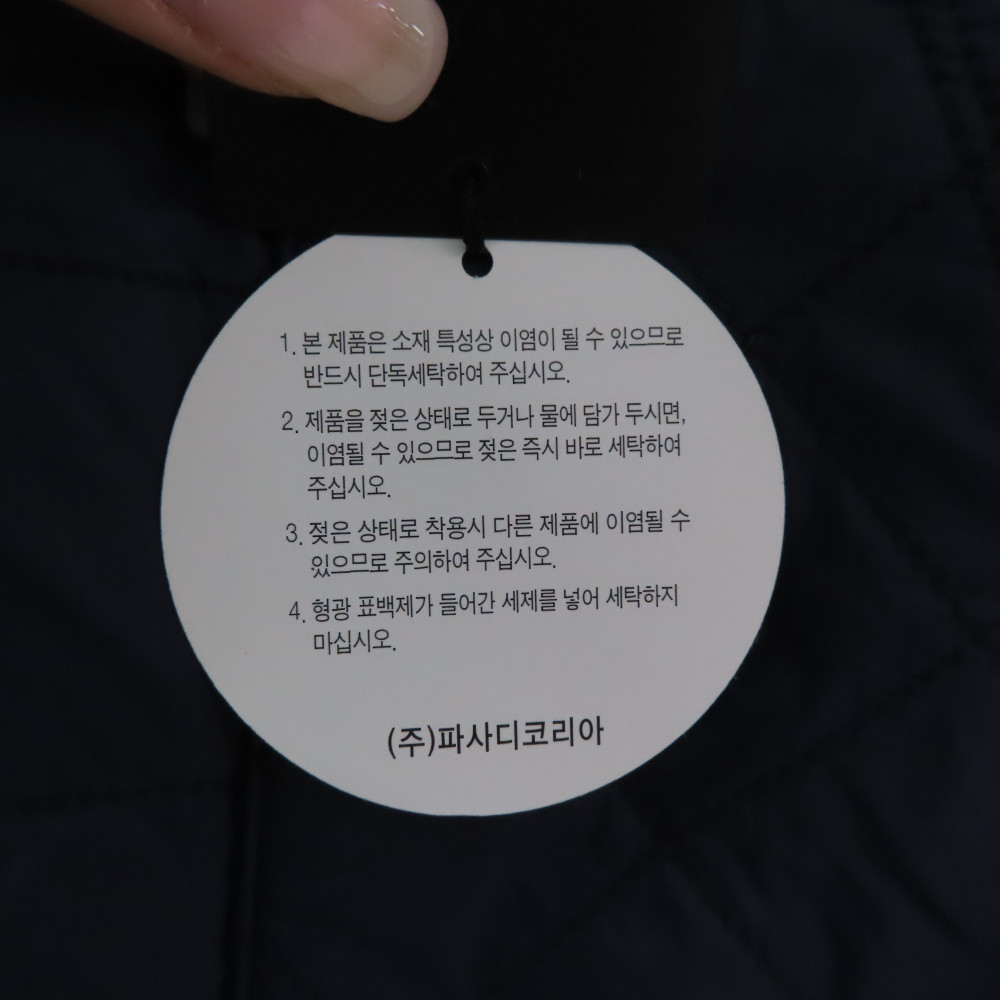 1. 본 제품은 소재 특성상 이염이 될 수 있으므로
반드시 단독세탁하여 주십시오.
2. 제품을 젖은 상태로 두거나 물에 담가 두시면,
이염될 수 있으므로 젖은 즉시 바로 세탁하여
주십시오.
3. 젖은 상태로 착용시 다른 제품에 이염될 수
있으므로 주의하여 주십시오.
4. 형광 표백제가 들어간 세제를 넣어 세탁하지
마십시오.
(주)파사디코리아